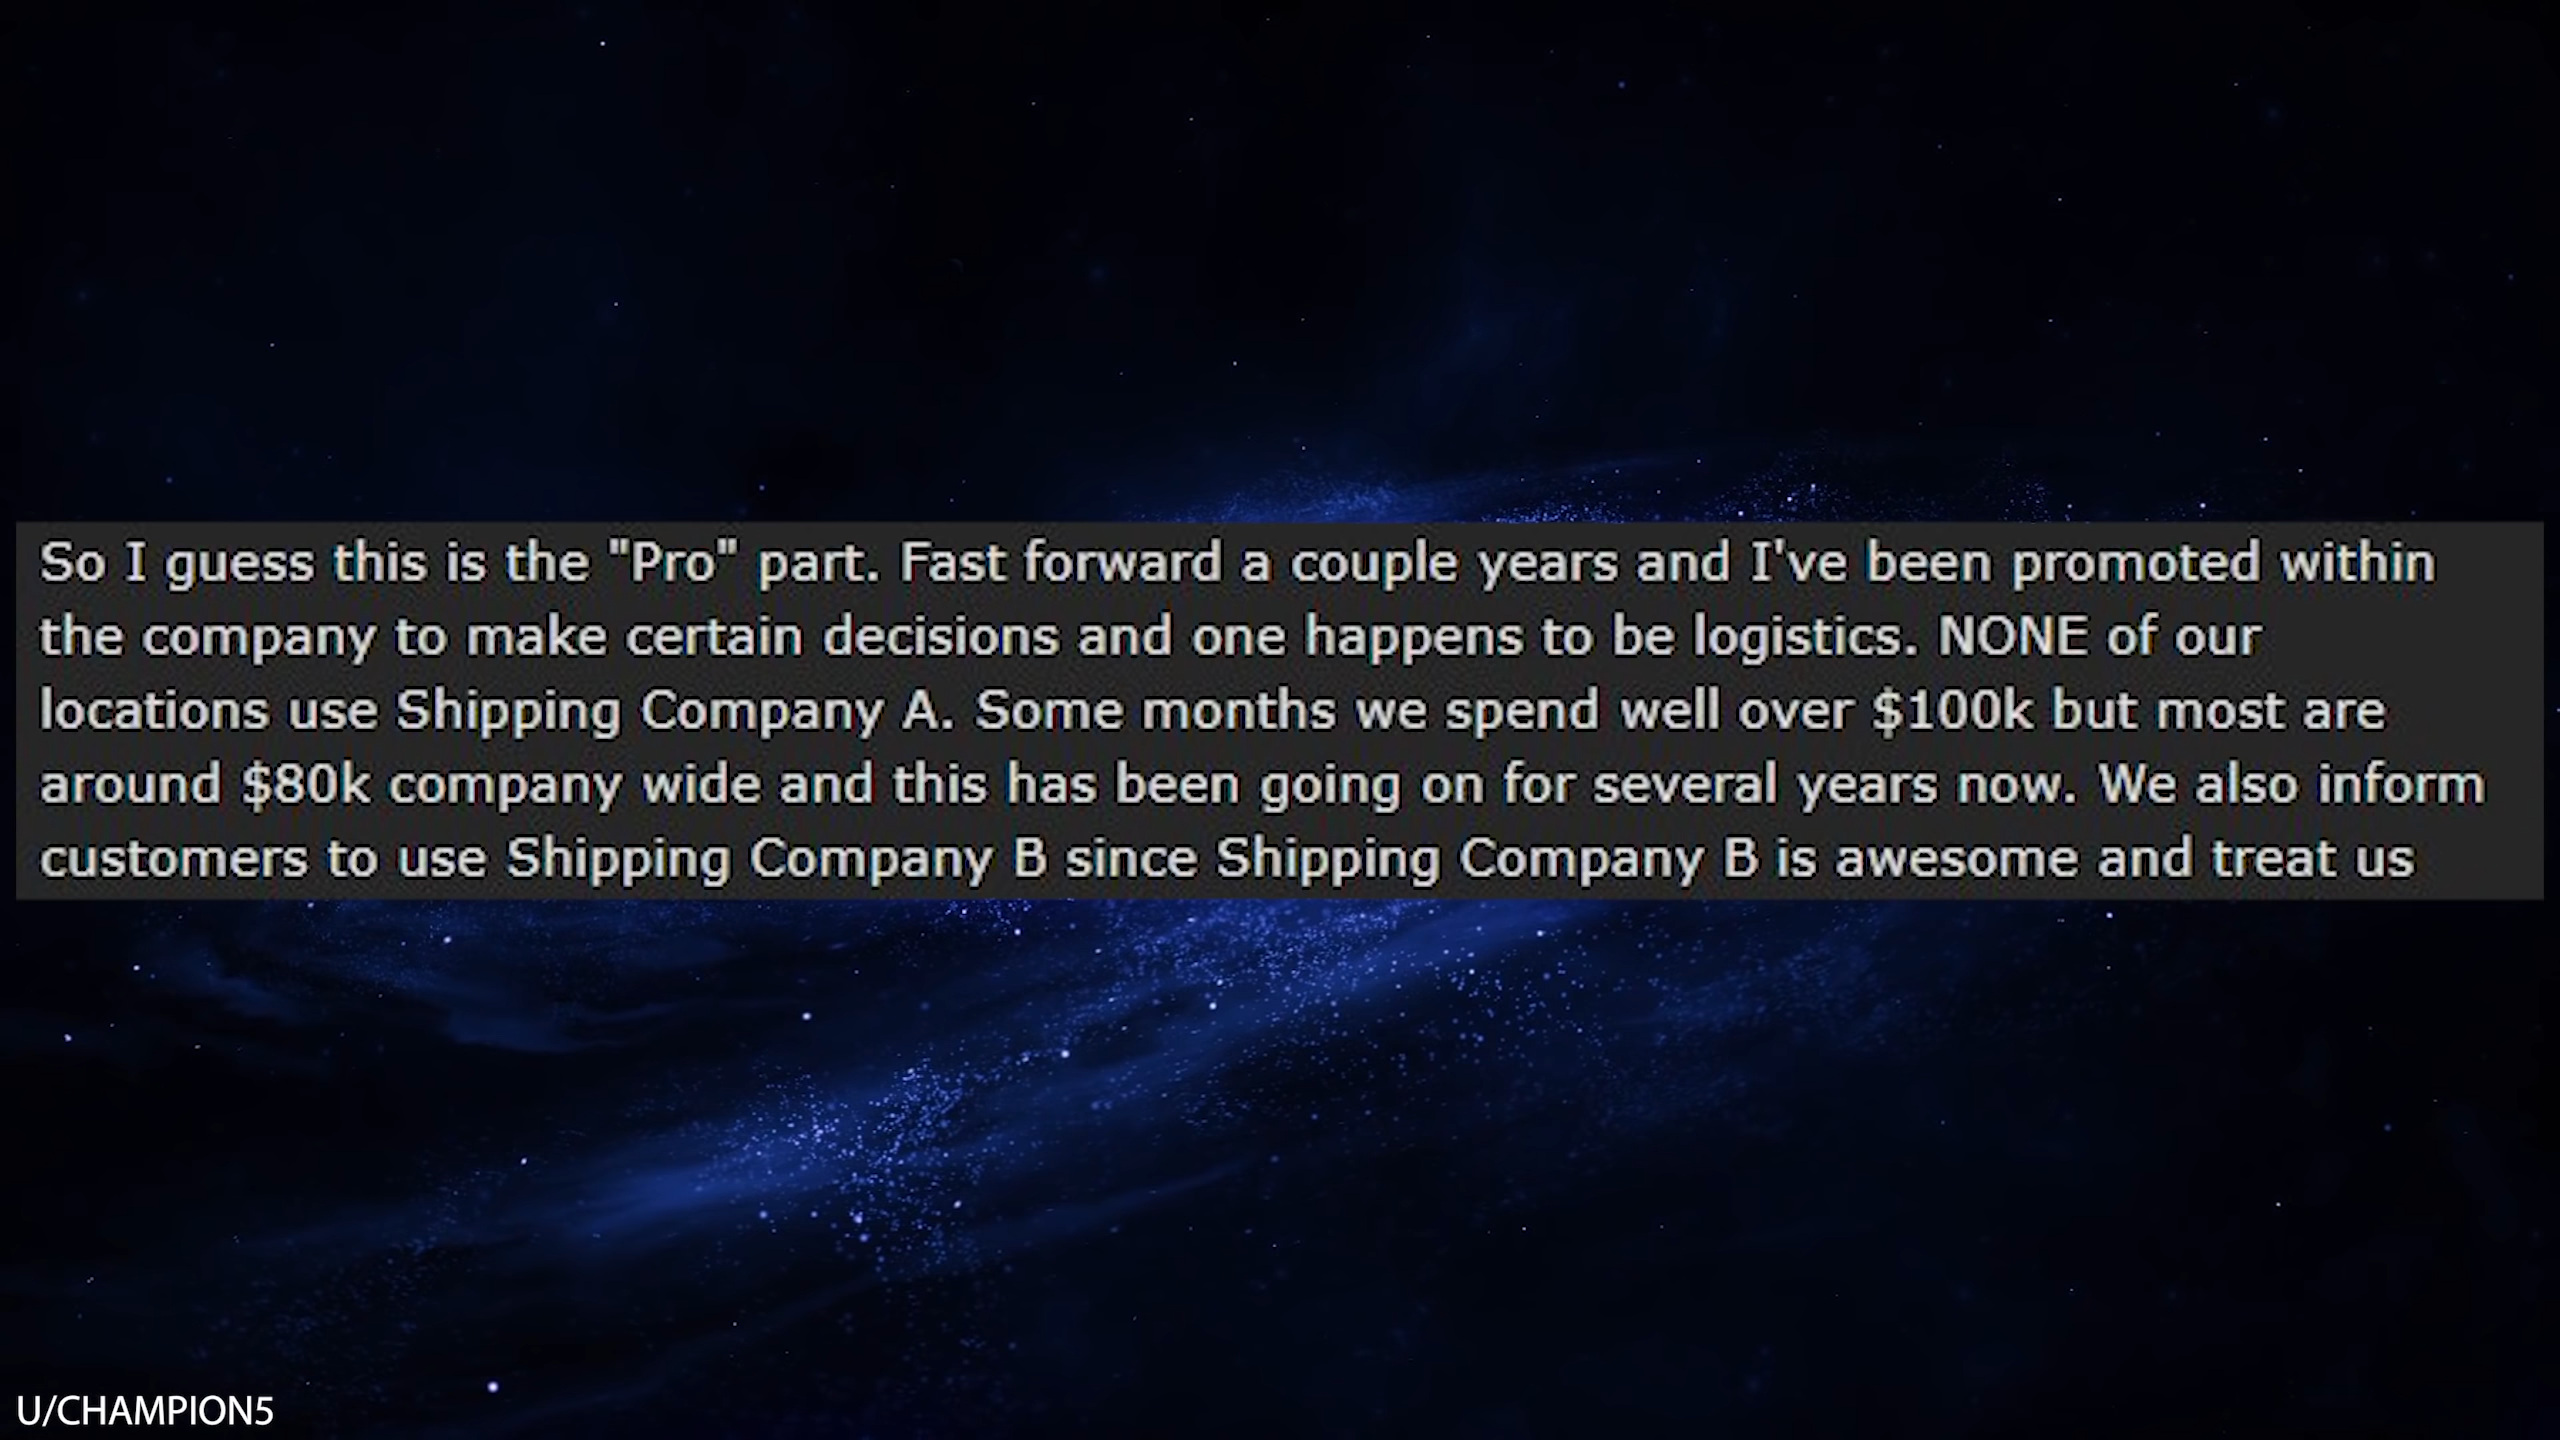 So I guess this is the "Pro" part. Fast forward a couple years and I've been promoted within
the company to make certain decisions and one happens to be logistics. NONE of our
locations use Shipping Company A. Some months we spend well over $100k but most are
around $80k company wide and this has been going on for several years now. We also inform
customers to use Shipping Company B since Shipping Company B is awesome and treat us
U/CHAMPION5